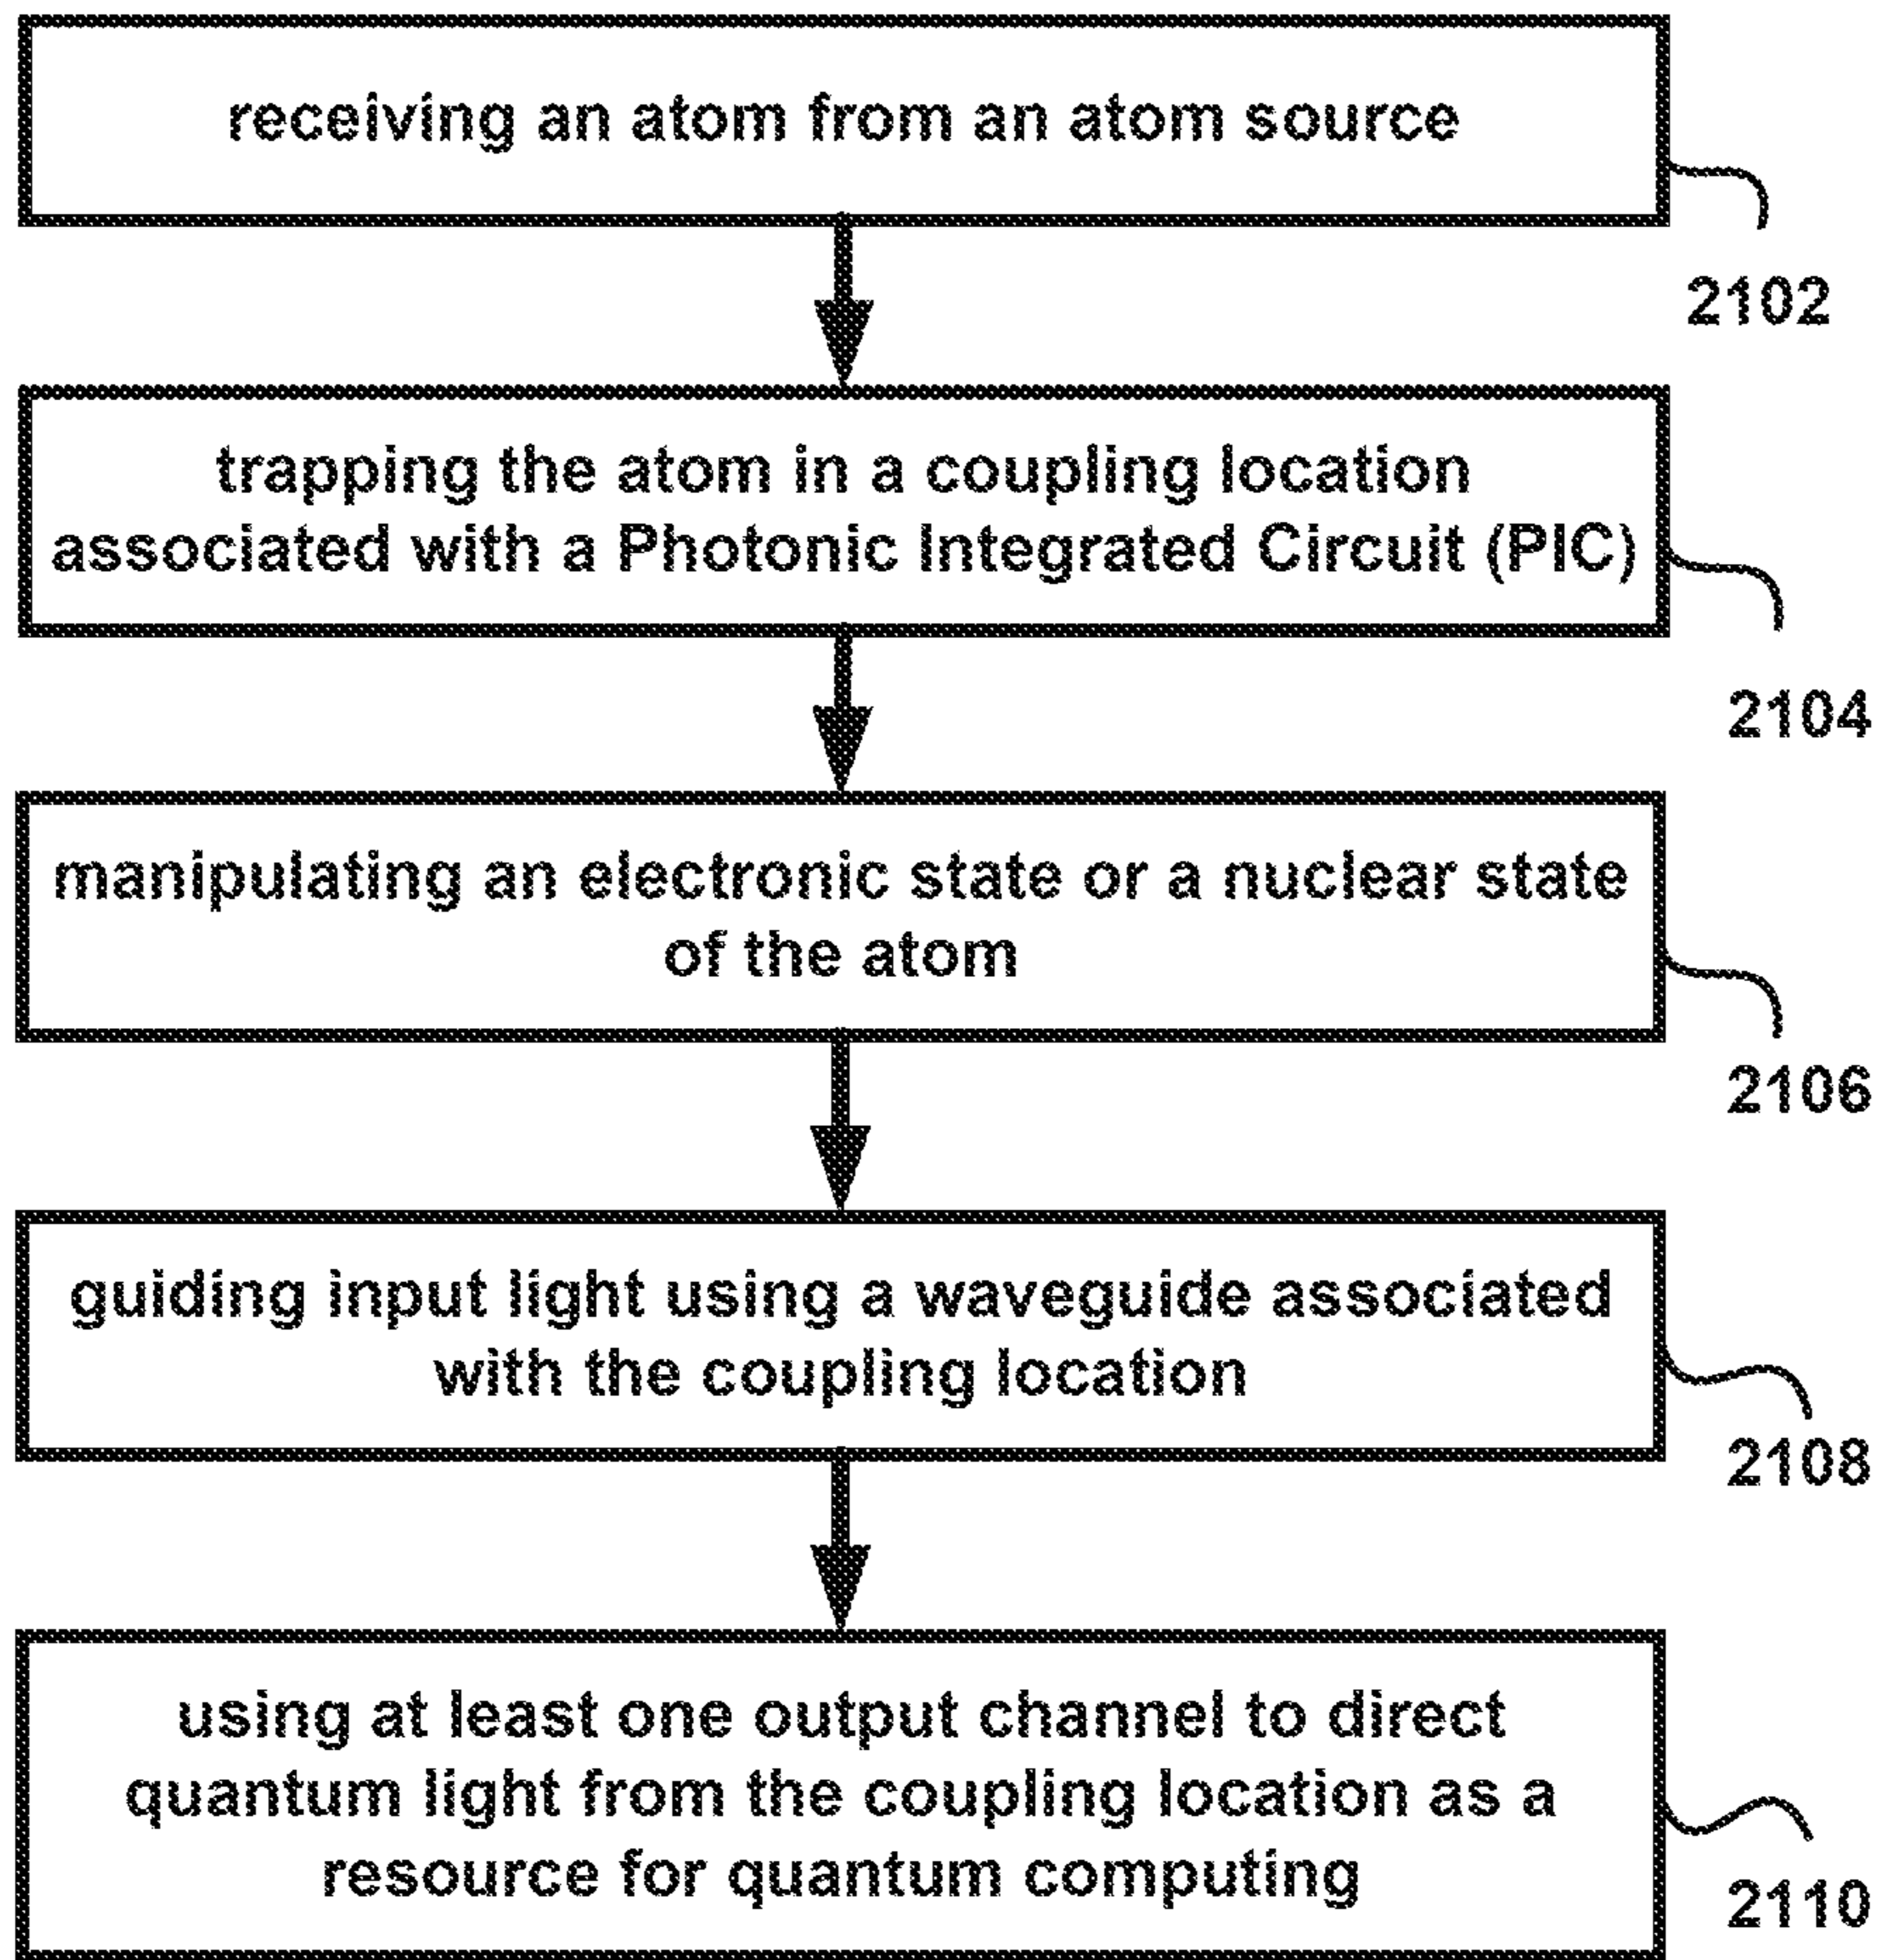 receiving an atom from an atom source
2102
trapping the atom in a coupling location
associated with a Photonic Integrated Circuit (PIC)
2104
manipulating an electronic state or a nuclear state
of the atom
2106
guiding input light using a waveguide associated
with the coupling location
2108
using at least one output channel to direct
quantum light from the coupling location as a
resource for quantum computing
2110